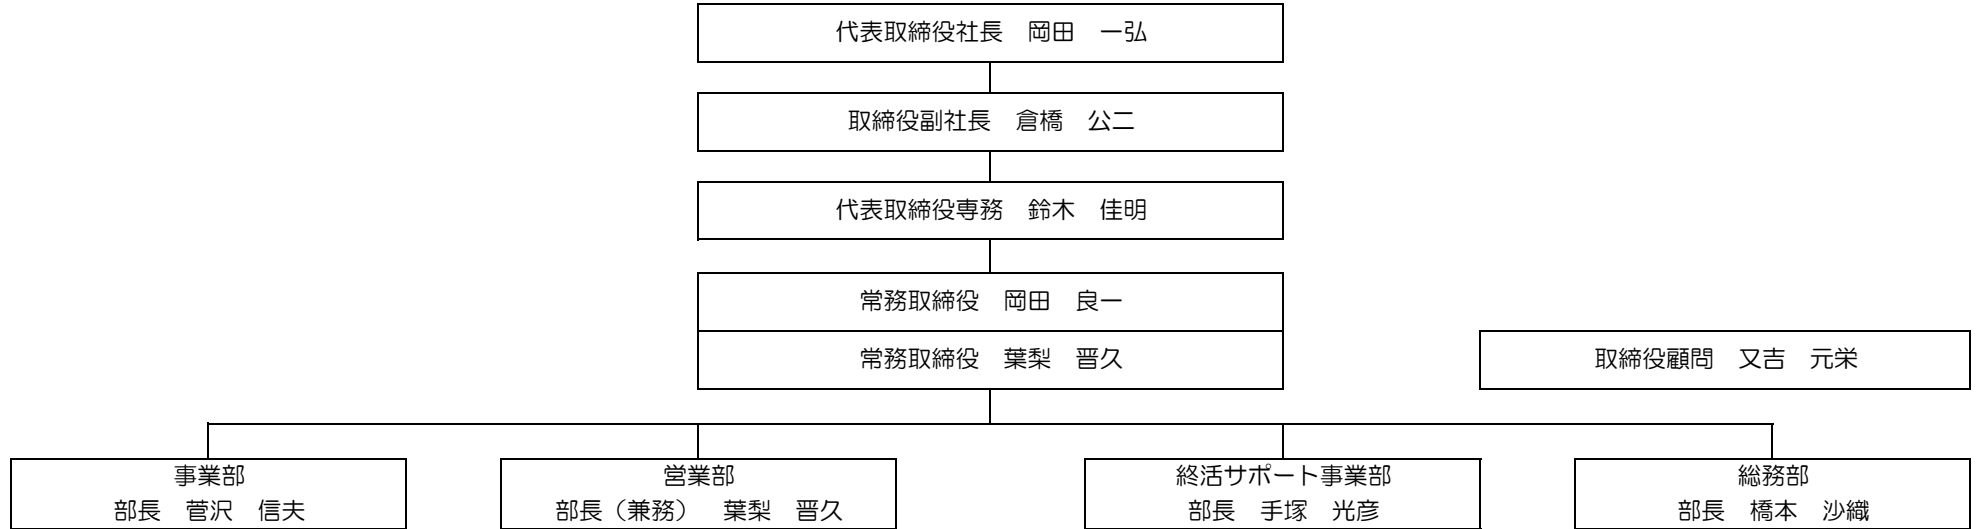 代表取締役社長　岡田　一弘
取締役副社長　倉橋　公二
代表取締役専務　鈴木　佳明
常務取締役　岡田　良一
常務取締役　葉梨　晋久
取締役顧問　又吉　元栄
事業部
部長　菅沢　信夫
営業部
部長（兼務）　葉梨　晋久
終活サポート事業部
部長　手塚　光彦
総務部
部長　橋本　沙織